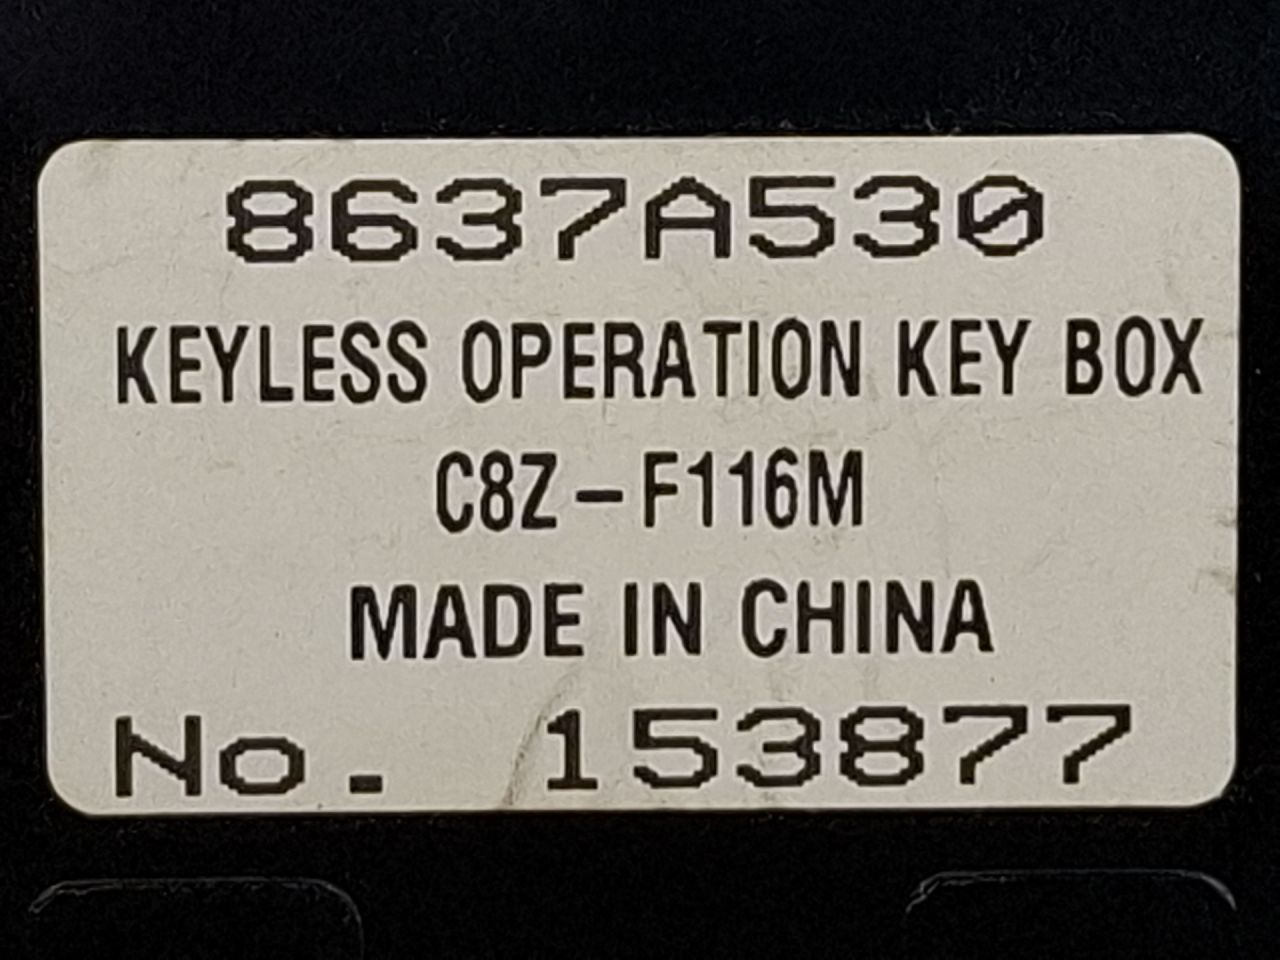 8637A530
KEYLESS OPERATION KEY BOX
C8Z-F116M
MADE IN CHINA
No. 153877